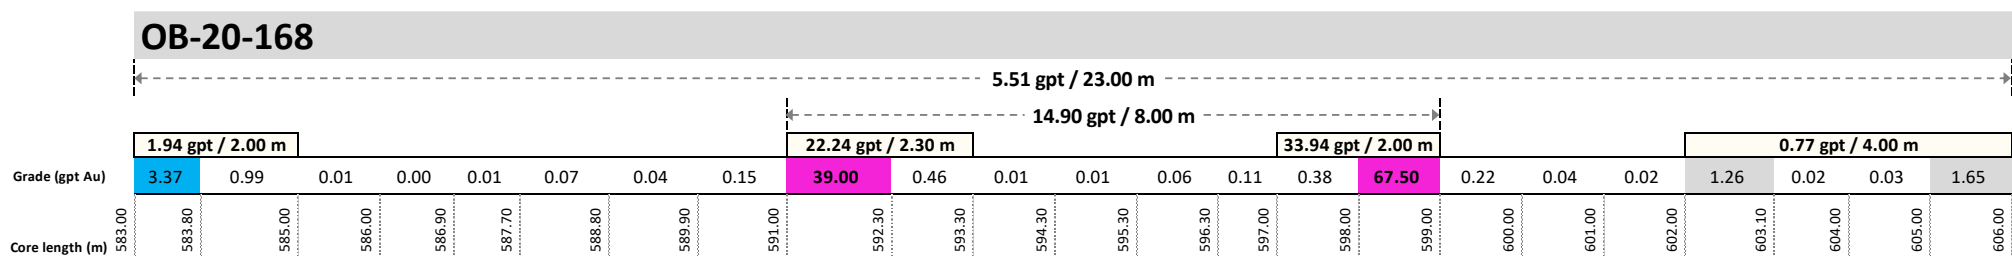 OB-20-168
5.51 gpt / 23.00 m
14.90 gpt / 8.00 m
1.94 gpt / 2.00 m 22.24 gpt / 2.30 m 33.94 gpt / 2.00 m 0.77 gpt / 4.00 m
Grade (gpt Au) 3.37 0.99 0.01 0.00 0.01 0.07 0.04 0.15 39.00 0.46 0.01 0.01 0.06 0.11 0.38 67.50 0.22 0.04 0.02 1.26 0.02 0.03 1.65
Core length (m) 583.00 583.80 585.00 586.00 586.90 587.70 588.80 589.90 591.00 592.30 593.30 594.30 595.30 596.30 597.00 598.00 599.00 600.00 601.00 602.00 603.10 604.00 605.00 606.00